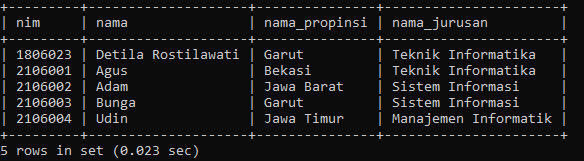 +---------+--------------------+---------------+---------------------+
| nim     | nama               | nama_propinsi | nama_jurusan        |
+---------+--------------------+---------------+---------------------+
| 1806023 | Detila Rostilawati | Garut         | Teknik Informatika  |
| 2106001 | Agus               | Bekasi        | Teknik Informatika  |
| 2106002 | Adam               | Jawa Barat    | Sistem Informasi    |
| 2106003 | Bunga              | Garut         | Sistem Informasi    |
| 2106004 | Udin               | Jawa Timur    | Manajemen Informatik |
+---------+--------------------+---------------+---------------------+
5 rows in set (0.023 sec)